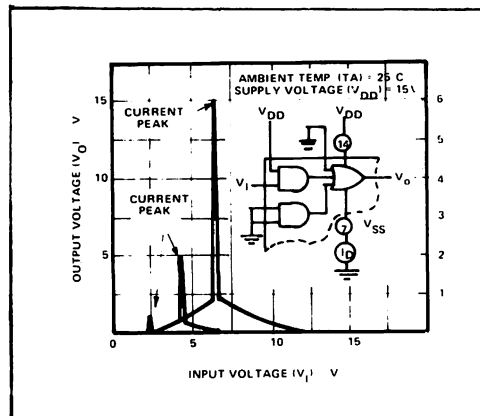 AMBIENT TEMP (TA) = 25 C
SUPPLY VOLTAGE (VDD) = 15V
OUTPUT VOLTAGE (VO) V
15
10
5
CURRENT
PEAK
CURRENT
PEAK
VDD
VDD
14
VI
Vo
VSS
7
ID
6
5
4
3
2
1
0
5
10
15
INPUT VOLTAGE (VI) V